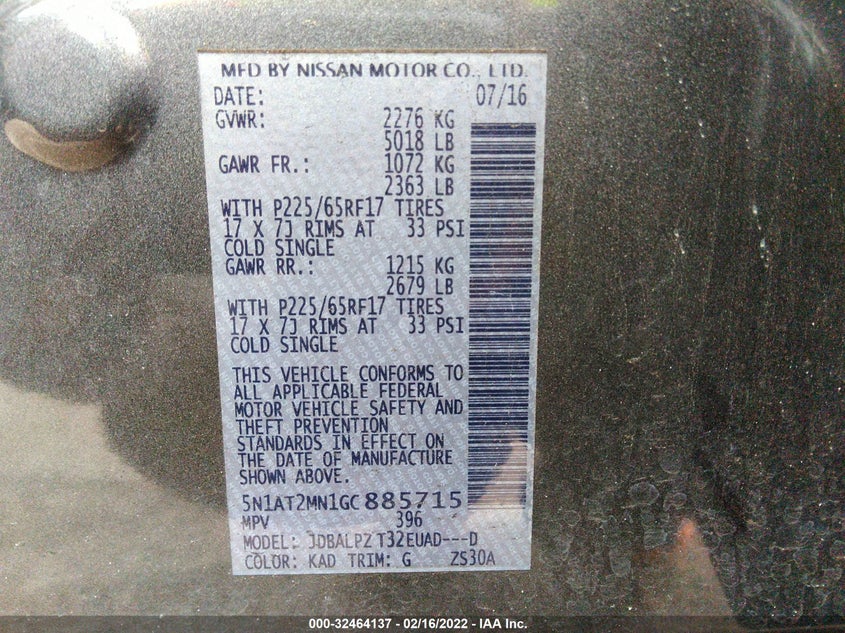 MFD BY NISSAN MOTOR CO., LTD.
DATE: 07/16
GVWR: 2276 KG
5018 LB
GAWR FR.: 1072 KG
2363 LB
WITH P225/65RF17 TIRES
17 X 7J RIMS AT 33 PSI
COLD SINGLE
GAWR RR.: 1215 KG
2679 LB
WITH P225/65RF17 TIRES
17 X 7J RIMS AT 33 PSI
COLD SINGLE
THIS VEHICLE CONFORMS TO
ALL APPLICABLE FEDERAL
MOTOR VEHICLE SAFETY AND
THEFT PREVENTION
STANDARDS IN EFFECT ON
THE DATE OF MANUFACTURE
SHOWN ABOVE.
5N1AT2MN1GC885715
MPV 396
MODEL: JDBALPZ T32EUAD---D
COLOR: KAD TRIM: G ZS30A
000-32464137 - 02/16/2022 - IAA Inc.